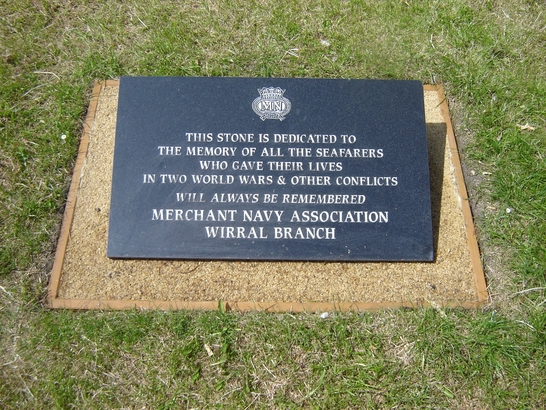 MN
THIS STONE IS DEDICATED TO
THE MEMORY OF ALL THE SEAFARERS
WHO GAVE THEIR LIVES
IN TWO WORLD WARS & OTHER CONFLICTS
WILL ALWAYS BE REMEMBERED
MERCHANT NAVY ASSOCIATION
WIRRAL BRANCH